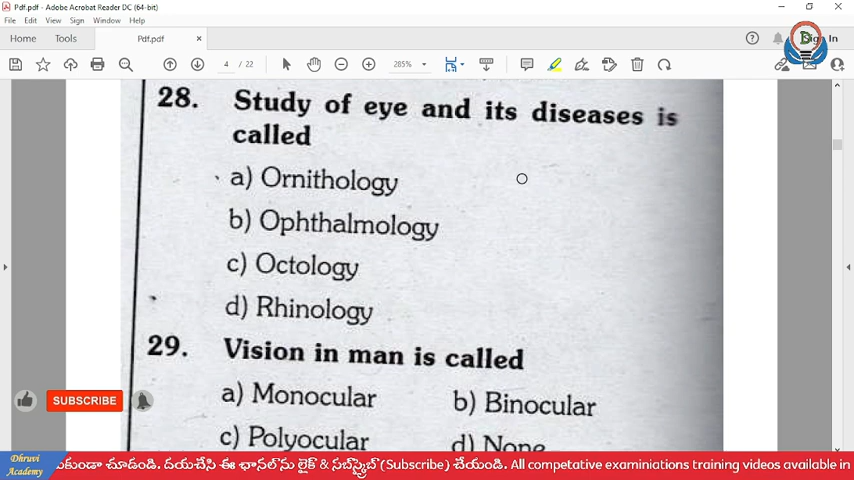 Pdf.pdf - Adobe Acrobat Reader DC (64-bit)
File Edit View Sign Window Help
Home Tools Pdf.pdf × Sign In
4 / 22 285%
28. Study of eye and its diseases is
called
a) Ornithology
b) Ophthalmology
c) Octology
d) Rhinology
29. Vision in man is called
a) Monocular b) Binocular
c) Polyocular d) None
SUBSCRIBE
Dhruvi
Academy
కుండా చూడండి. దయచేసి ఈ ఛానల్‌ను లైక్ & సబ్‌స్క్రైబ్ (Subscribe) చేయండి. All competative examiniations training videos available in